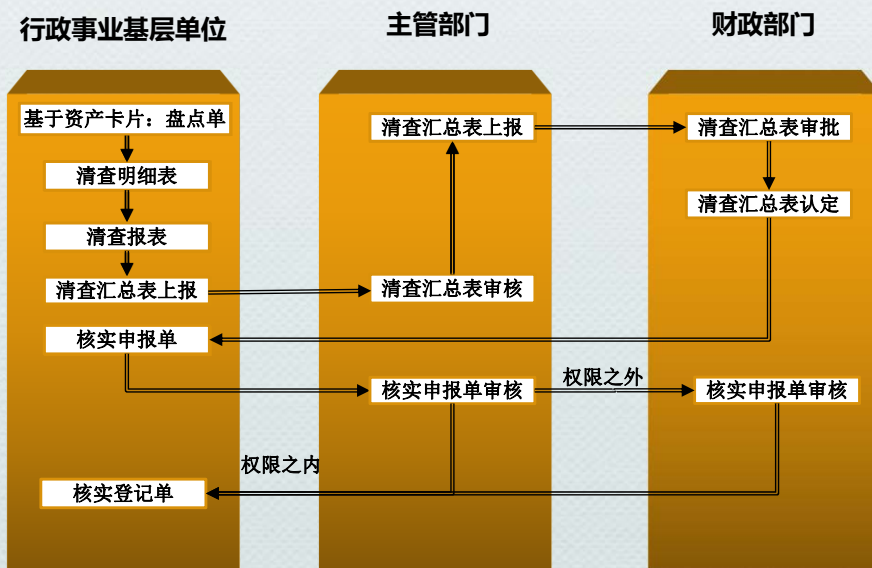 行政事业基层单位
主管部门
财政部门
基于资产卡片：盘点单
清查汇总表上报
清查汇总表审批
清查明细表
清查汇总表认定
清查报表
清查汇总表上报
清查汇总表审核
核实申报单
核实申报单审核
权限之外
核实申报单审核
权限之内
核实登记单